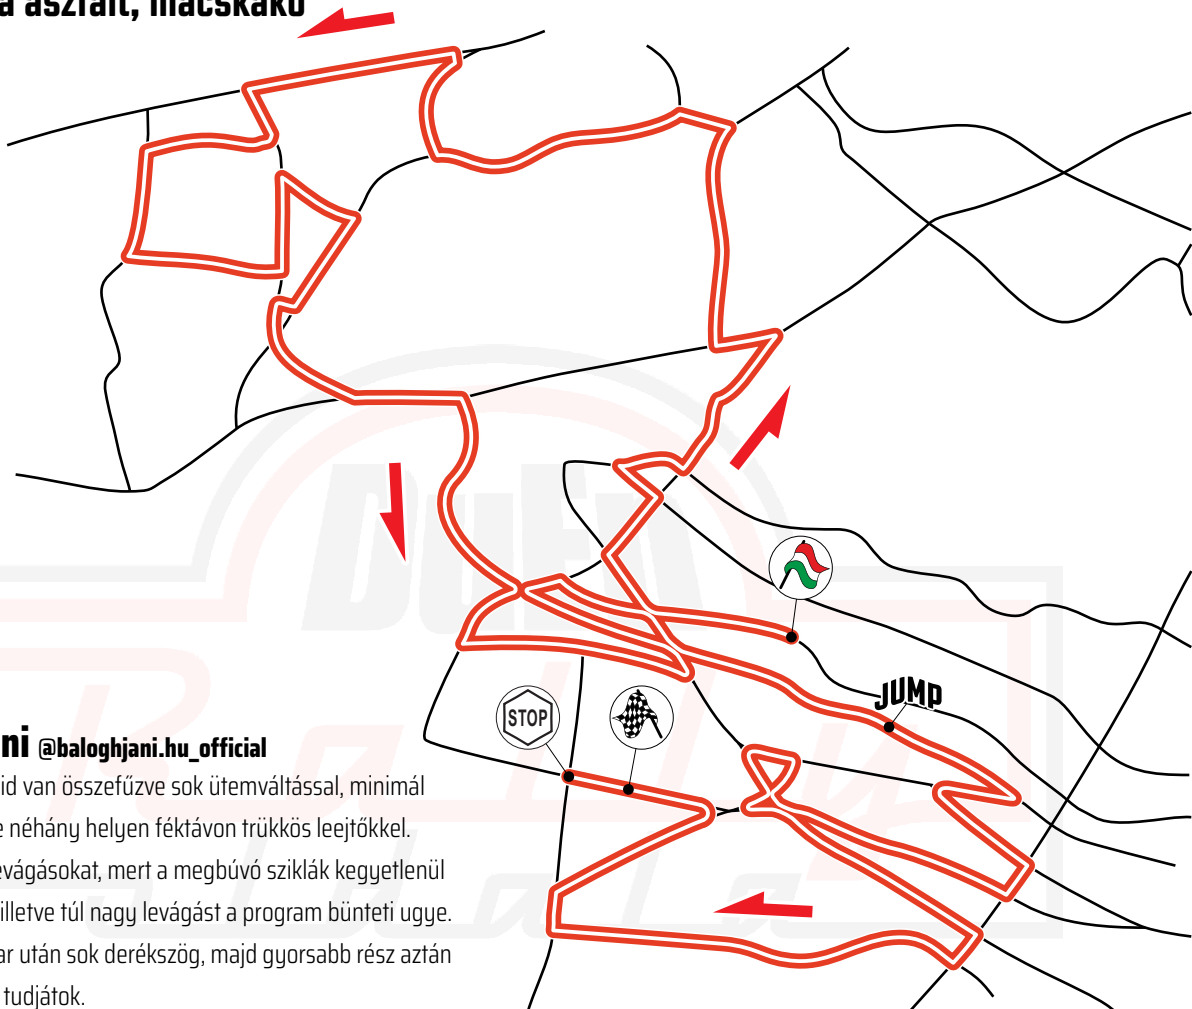 a aszfalt, macskakő
STOP
JUMP
ni @baloghjani.hu_official
id van összefűzve sok ütemváltással, minimál
e néhány helyen féktávon trükkös leejtőkkel.
evágásokat, mert a megbúvó sziklák kegyetlenül
illetve túl nagy levágást a program bünteti ugye.
ar után sok derékszög, majd gyorsabb rész aztán
tudjátok.